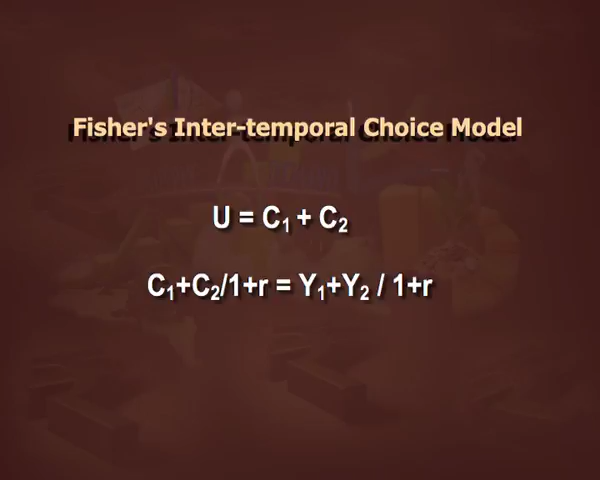 Fisher's Inter-temporal Choice Model
U = C₁ + C₂
C₁+C₂/1+r = Y₁+Y₂ / 1+r